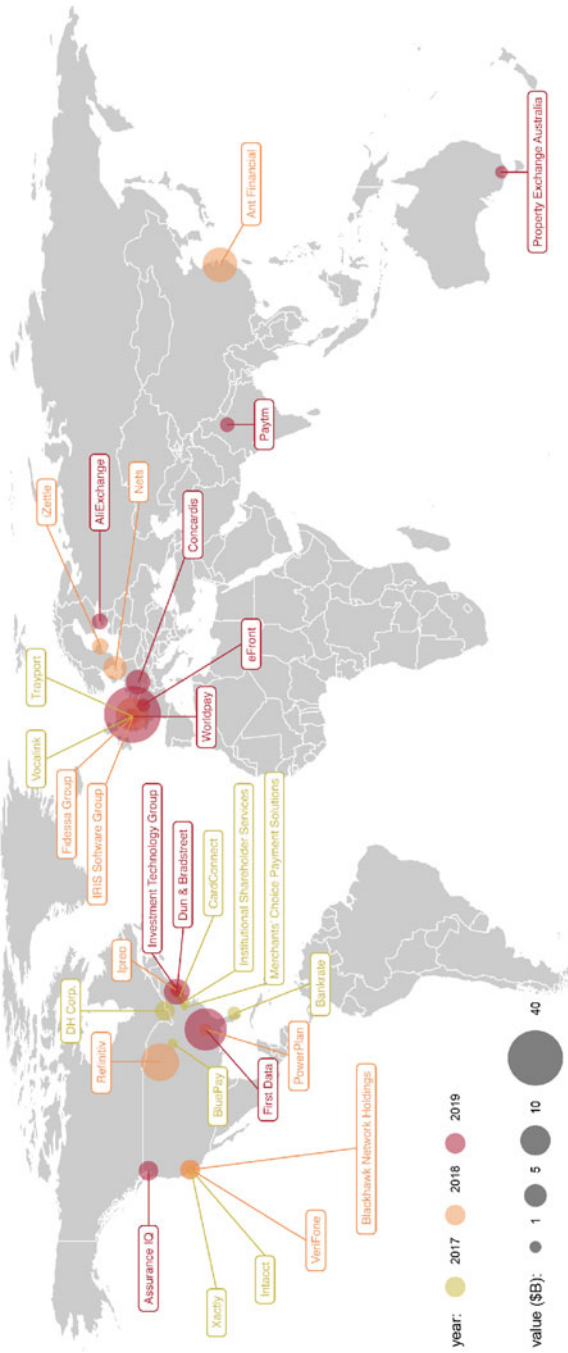 Vocalink
Trayport
iZettle
Fidessa Group
AliExchange
IRIS Software Group
Nets
DH Corp.
Ipreo
Refinitiv
Investment Technology Group
Concardis
Dun & Bradstreet
Assurance IQ
CardConnect
Worldpay
eFront
Ant Financial
BluePay
Institutional Shareholder Services
Xactly
Merchants' Choice Payment Solutions
Paytm
First Data
Intacct
Bankrate
PowerPlan
VeriFone
Blackhawk Network Holdings
Property Exchange Australia
year: 2017 2018 2019
value ($B): 1 5 10 40